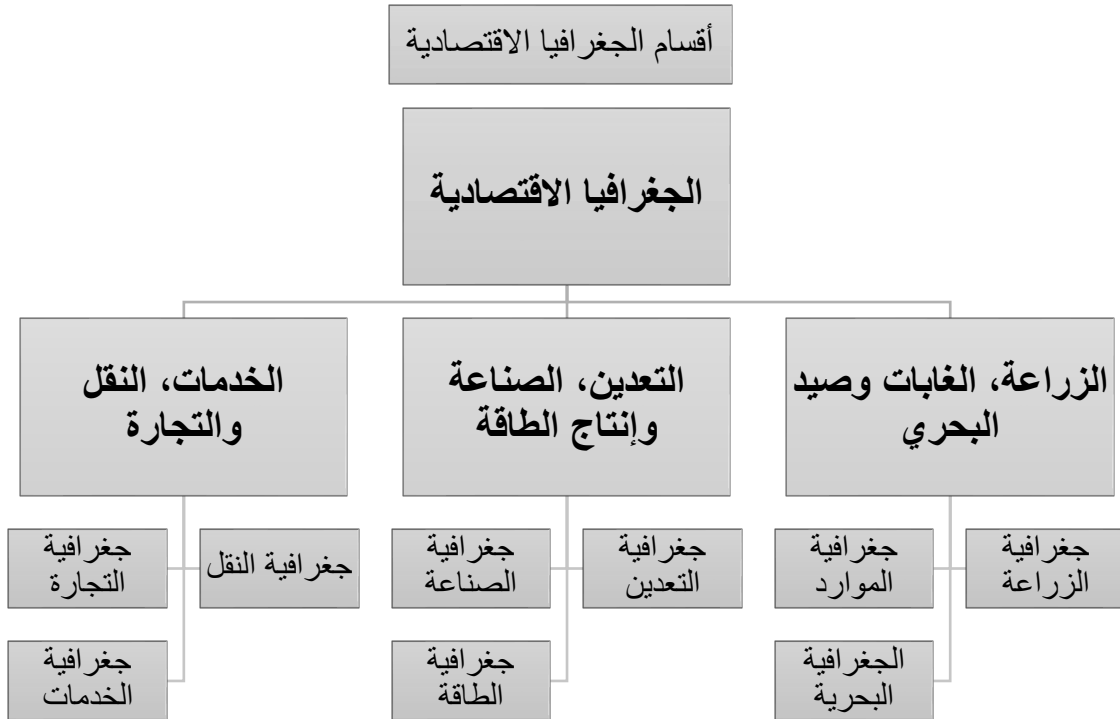 أقسام الجغرافيا الاقتصادية
الجغرافيا الاقتصادية
الزراعة، الغابات وصيد
البحري
التعدين، الصناعة
وإنتاج الطاقة
الخدمات، النقل
والتجارة
جغرافية
الزراعة
جغرافية
الموارد
جغرافية
التعدين
جغرافية
الصناعة
جغرافية النقل
جغرافية
التجارة
الجغرافية
البحرية
جغرافية
الطاقة
جغرافية
الخدمات